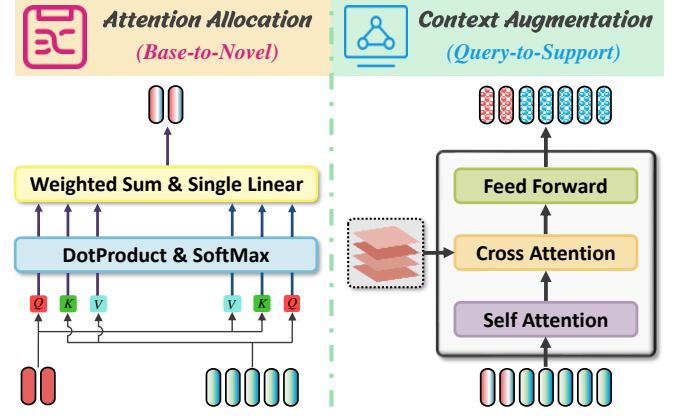 Attention Allocation
(Base-to-Novel)
Weighted Sum & Single Linear
DotProduct & SoftMax
Q K V V K Q
Context Augmentation
(Query-to-Support)
Feed Forward
Cross Attention
Self Attention